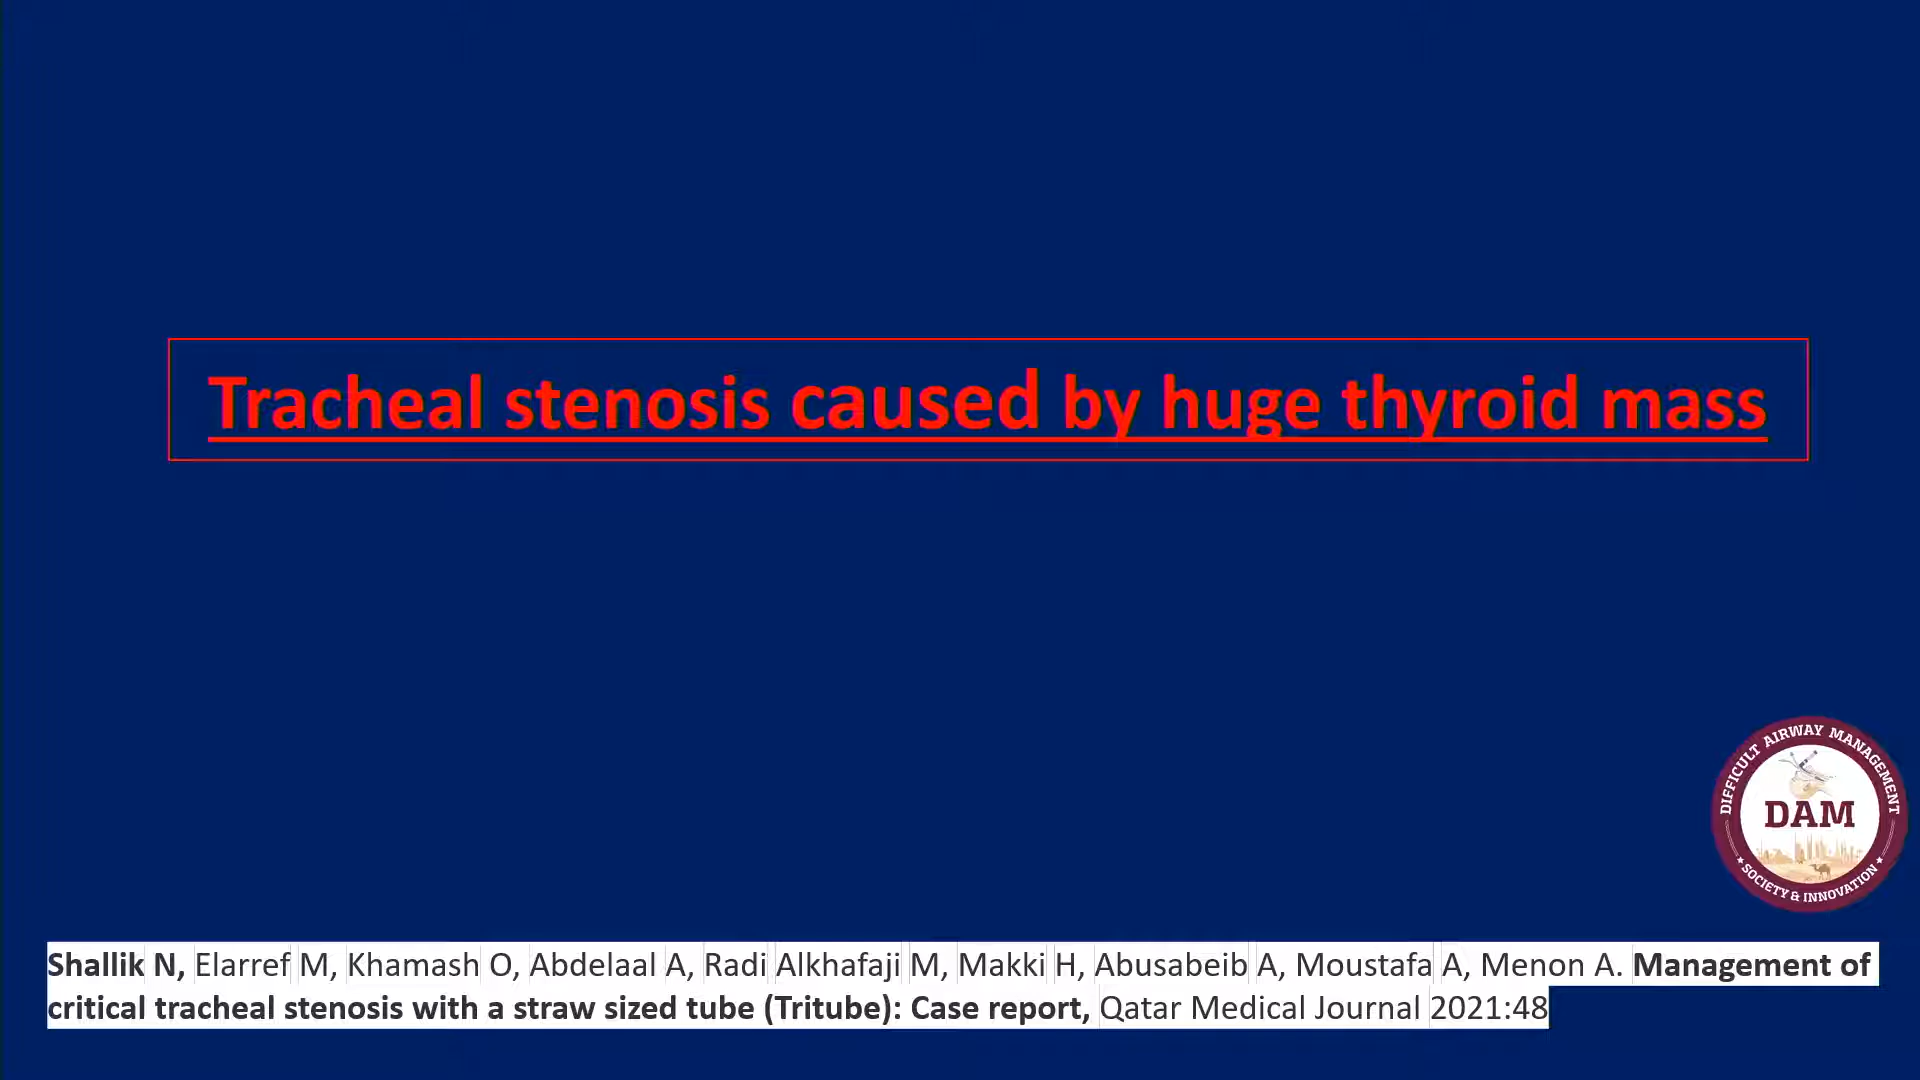 Tracheal stenosis caused by huge thyroid mass
DIFFICULT AIRWAY MANAGEMENT
DAM
SOCIETY & INNOVATION
Shallik N, Elarref M, Khamash O, Abdelaal A, Radi Alkhafaji M, Makki H, Abusabeib A, Moustafa A, Menon A. Management of
critical tracheal stenosis with a straw sized tube (Tritube): Case report, Qatar Medical Journal 2021:48